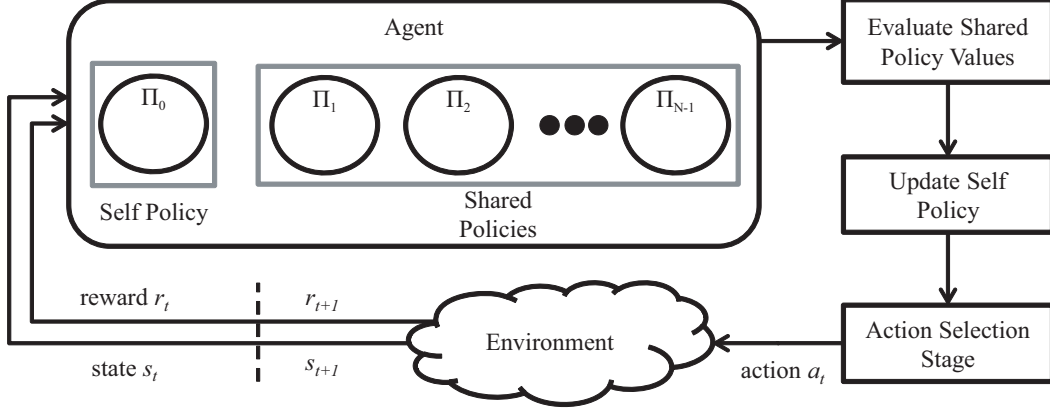 Agent
Π0
Π1
Π2
ΠN-1
Self Policy
Shared
Policies
Evaluate Shared
Policy Values
Update Self
Policy
Action Selection
Stage
reward rt
rt+1
Environment
state st
st+1
action at